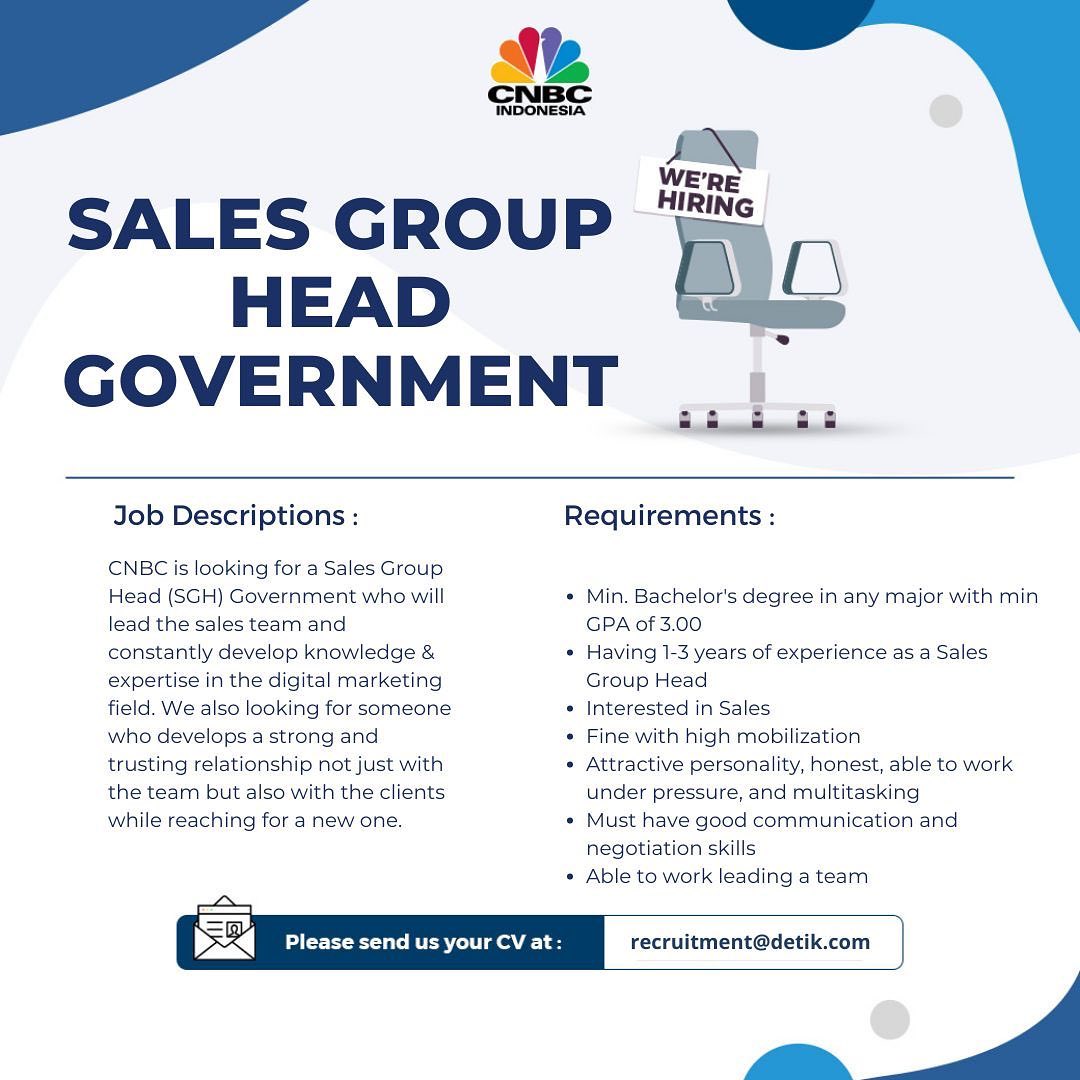 CNBC
INDONESIA
WE'RE
HIRING
SALES GROUP
HEAD
GOVERNMENT
Job Descriptions :
CNBC is looking for a Sales Group
Head (SGH) Government who will
lead the sales team and
constantly develop knowledge &
expertise in the digital marketing
field. We also looking for someone
who develops a strong and
trusting relationship not just with
the team but also with the clients
while reaching for a new one.
Requirements :
• Min. Bachelor's degree in any major with min
GPA of 3.00
• Having 1-3 years of experience as a Sales
Group Head
• Interested in Sales
• Fine with high mobilization
• Attractive personality, honest, able to work
under pressure, and multitasking
• Must have good communication and
negotiation skills
• Able to work leading a team
Please send us your CV at :
recruitment@detik.com